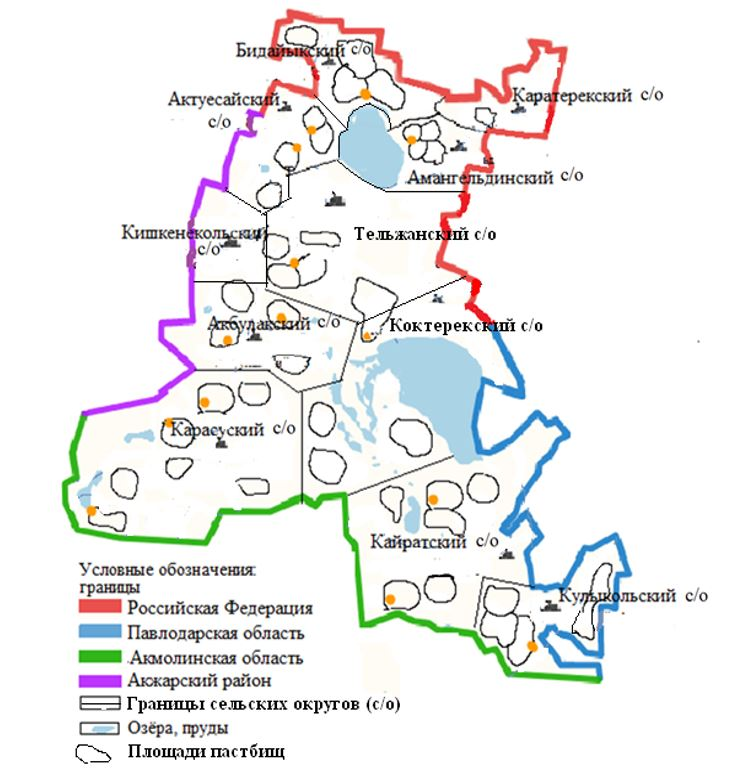 Бидайыкский с/о
Актуесайский
с/о
Каратерекский с/о
Амангельдинский с/о
Кишкенекольский
с/о
Тельжанский с/о
Акбулакский с/о
Коктерекский с/о
Карасуский с/о
Кайратский с/о
Кулыкольский с/о
Условные обозначения:
границы
Российская Федерация
Павлодарская область
Акмолинская область
Акжарский район
Границы сельских округов (с/о)
Озёра, пруды
Площади пастбищ